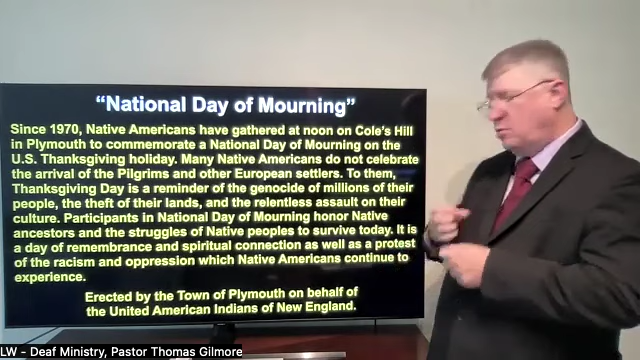 “National Day of Mourning”
Since 1970, Native Americans have gathered at noon on Cole's Hill
in Plymouth to commemorate a National Day of Mourning on the
U.S. Thanksgiving holiday. Many Native Americans do not celebrate
the arrival of the Pilgrims and other European settlers. To them,
Thanksgiving Day is a reminder of the genocide of millions of their
people, the theft of their lands, and the relentless assault on their
culture. Participants in National Day of Mourning honor Native
ancestors and the struggles of Native peoples to survive today. It is
a day of remembrance and spiritual connection as well as a protest
of the racism and oppression which Native Americans continue to
experience.
Erected by the Town of Plymouth on behalf of
the United American Indians of New England.
LW - Deaf Ministry, Pastor Thomas Gilmore